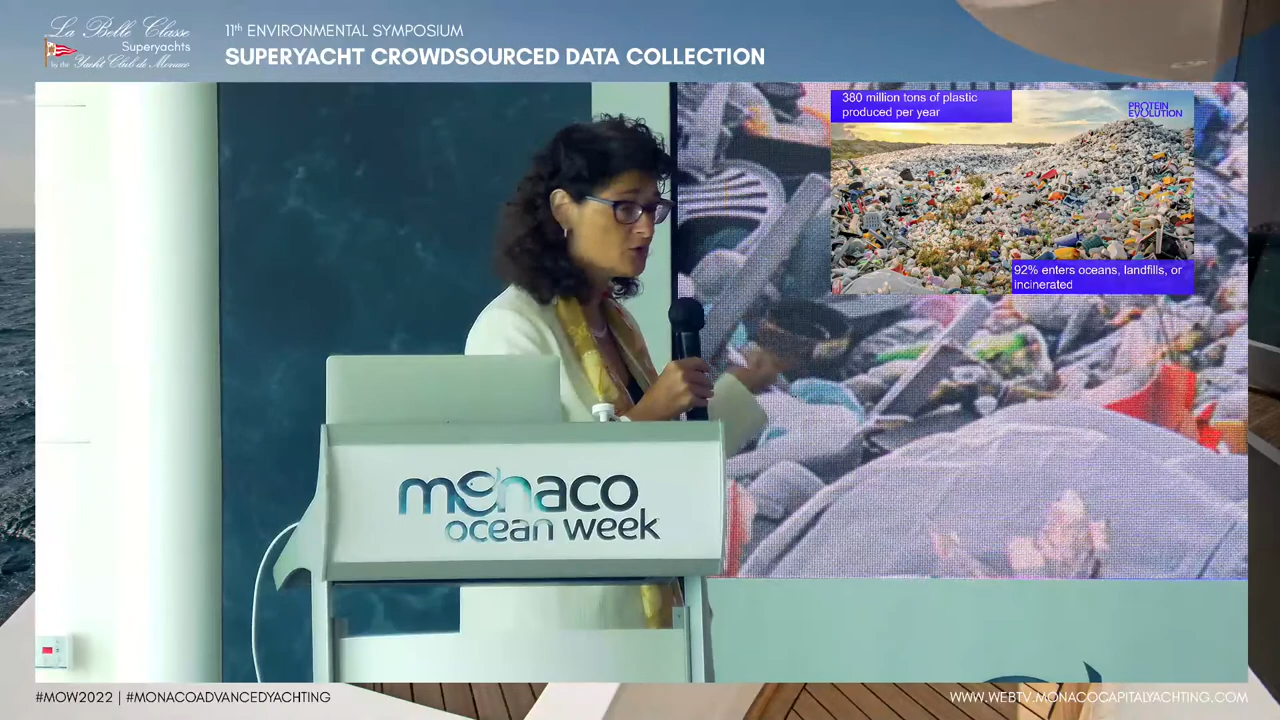 La Belle Classe
Superyachts
by the Yacht Club de Monaco
11th ENVIRONMENTAL SYMPOSIUM
SUPERYACHT CROWDSOURCED DATA COLLECTION
380 million tons of plastic
produced per year
PROTEIN
EVOLUTION
92% enters oceans, landfills, or
incinerated
monaco
ocean week
#MOW2022 | #MONACOADVANCEDYACHTING
WWW.WEBTV.MONACOCAPITALYACHTING.COM